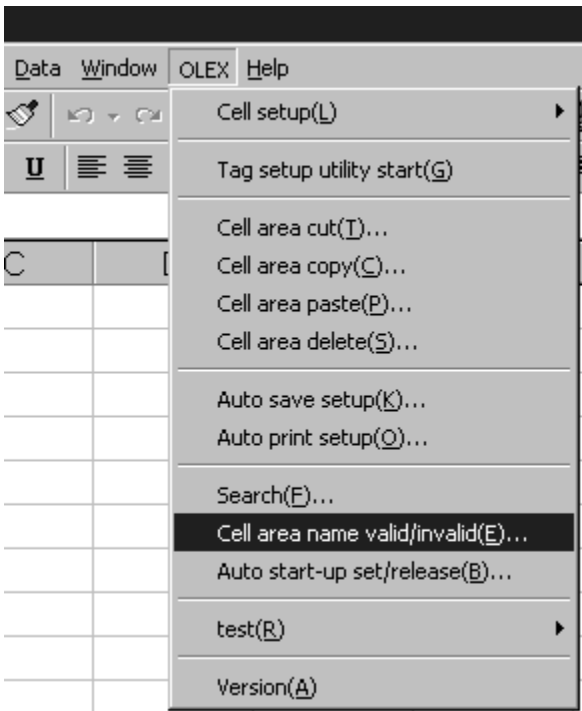 Data Window OLEX Help
Cell setup(L)
U
Tag setup utility start(G)
Cell area cut(T)...
C
Cell area copy(C)...
Cell area paste(P)...
Cell area delete(S)...
Auto save setup(K)...
Auto print setup(O)...
Search(F)...
Cell area name valid/invalid(E)...
Auto start-up set/release(B)...
test(R)
Version(A)